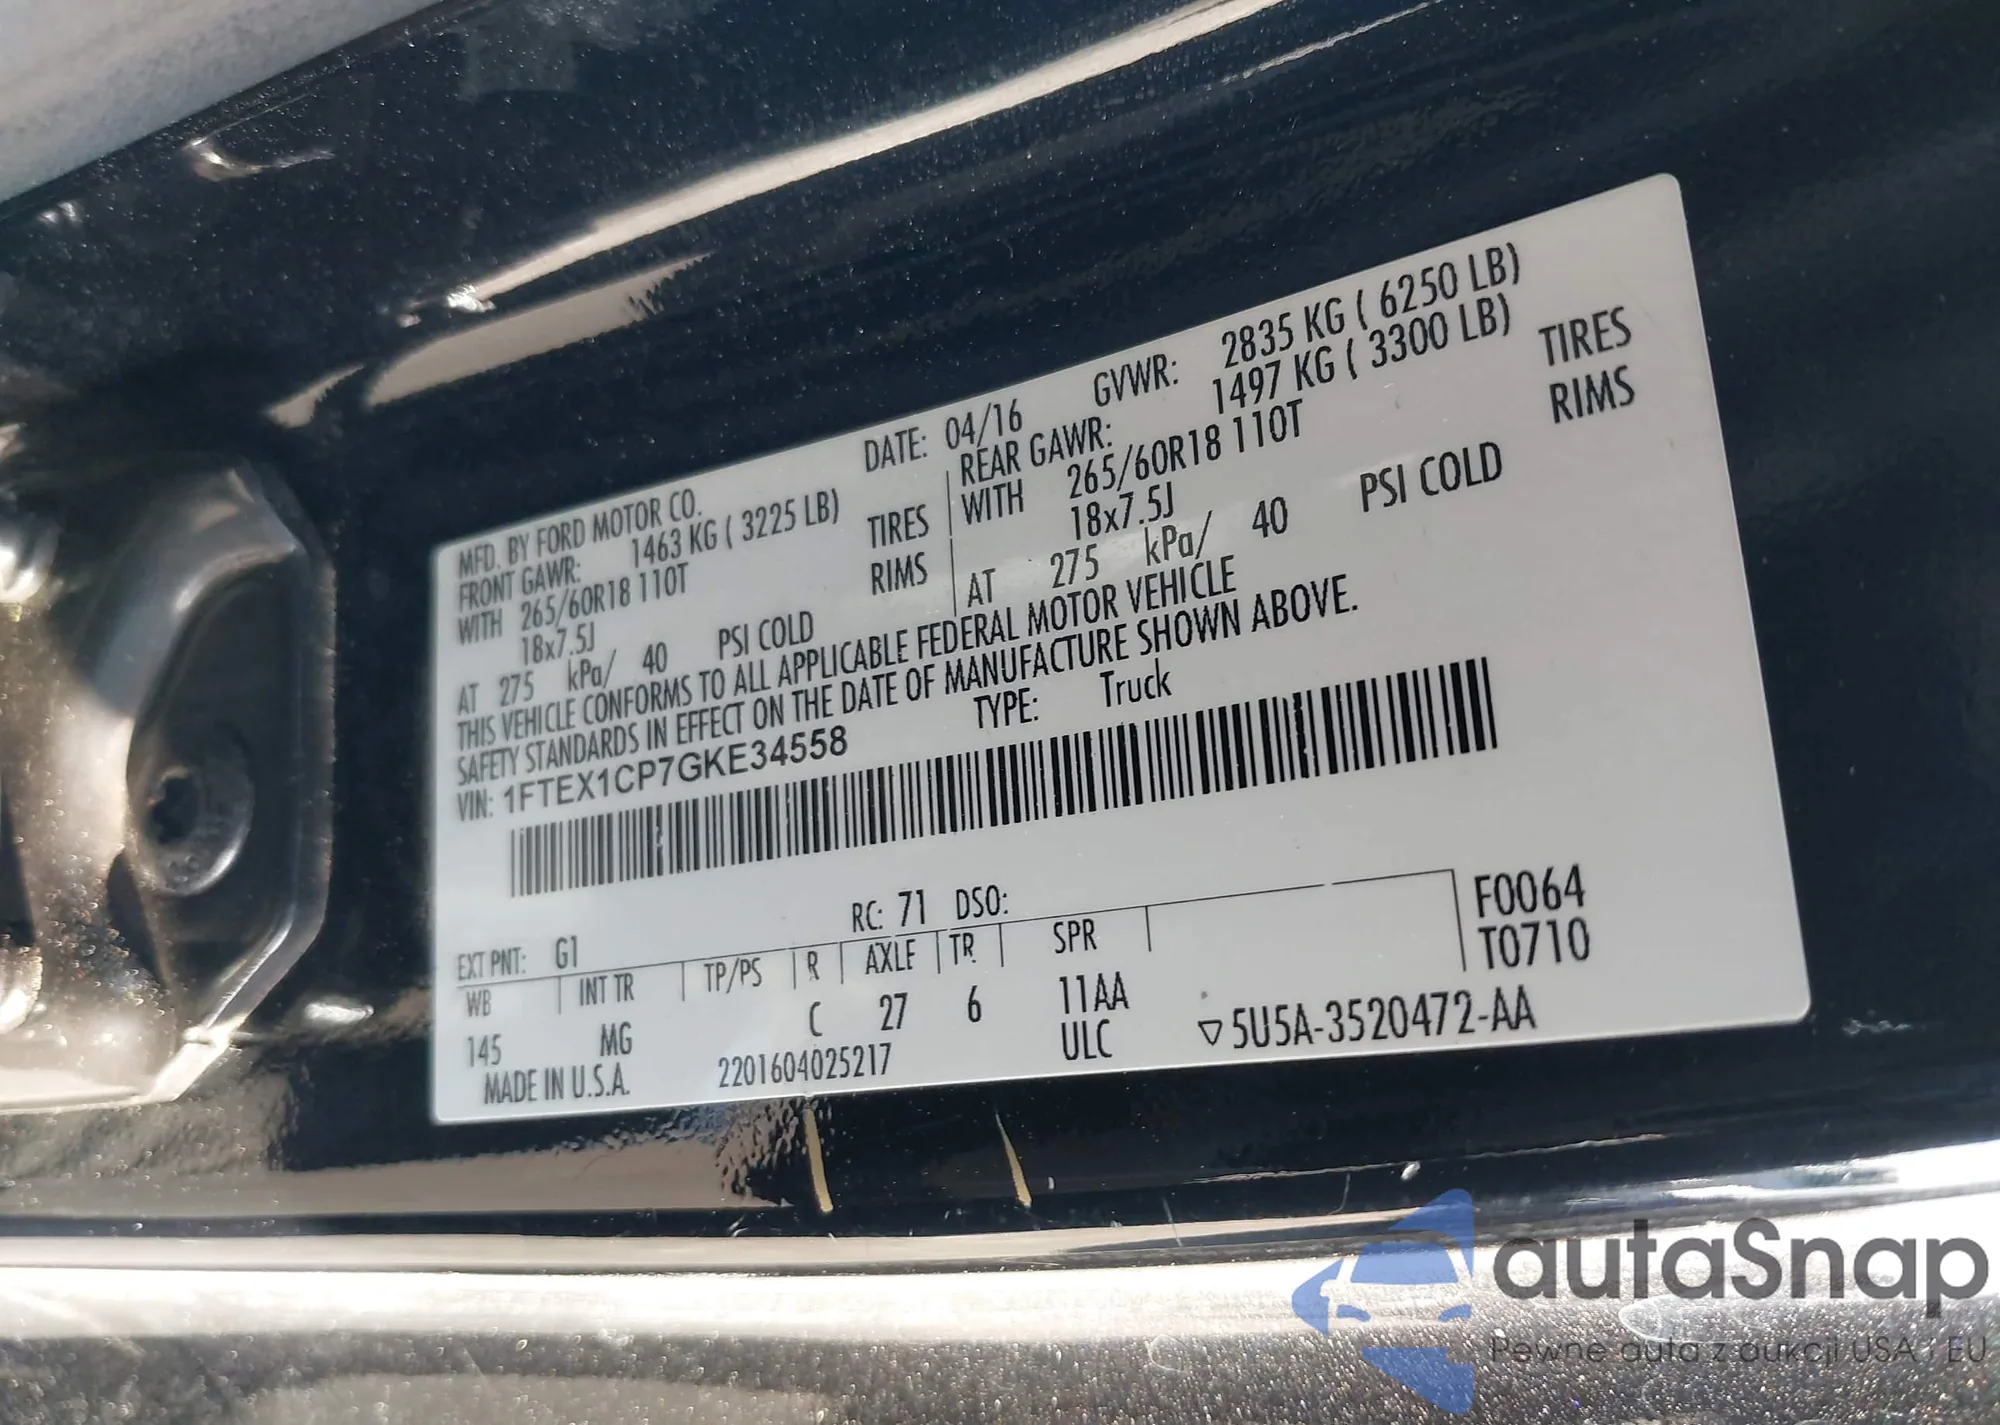 MFD. BY FORD MOTOR CO.
DATE: 04/16
GVWR: 2835 KG ( 6250 LB)
FRONT GAWR: 1463 KG ( 3225 LB)
WITH 265/60R18 110T TIRES
18x7.5J RIMS
AT 275 kPa/ 40 PSI COLD
REAR GAWR: 1497 KG ( 3300 LB)
WITH 265/60R18 110T TIRES
18x7.5J RIMS
AT 275 kPa/ 40 PSI COLD
THIS VEHICLE CONFORMS TO ALL APPLICABLE FEDERAL MOTOR VEHICLE
SAFETY STANDARDS IN EFFECT ON THE DATE OF MANUFACTURE SHOWN ABOVE.
VIN: 1FTEX1CP7GKE34558
TYPE: Truck
F0064
T0710
EXT PNT: G1 RC: 71 DSO:
WB INT TR TP/PS R AXLE TR SPR
145 MG C 27 6 11AA
ULC
MADE IN U.S.A. 2201604025217
▽5U5A-3520472-AA
autaSnap
Pewne auta z aukcji USA i EU